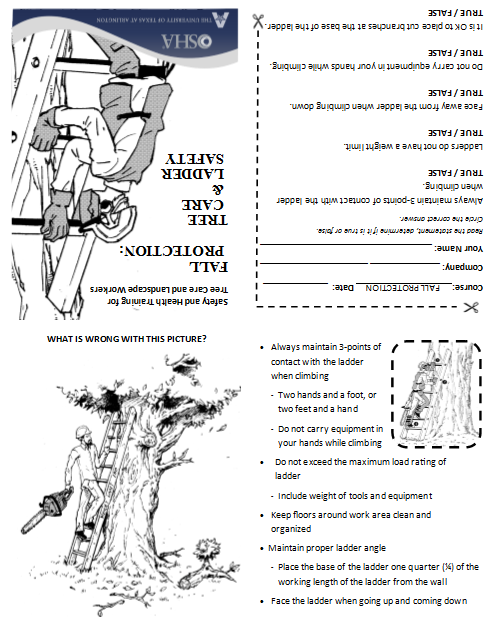 Safety and Health Training for
Tree Care and Landscape Workers
FALL
PROTECTION:
TREE
CARE
&
LADDER
SAFETY
OSHA
THE UNIVERSITY OF TEXAS AT ARLINGTON
Course: FALL PROTECTION Date:
Company:
Your Name:
Read the statement, determine if it is true or false.
Circle the correct answer.
Always maintain 3-points of contact with the ladder
when climbing.
TRUE / FALSE
Ladders do not have a weight limit.
TRUE / FALSE
Face away from the ladder when climbing down.
TRUE / FALSE
Do not carry equipment in your hands while climbing.
TRUE / FALSE
It is OK to place cut branches at the base of the ladder.
TRUE / FALSE
WHAT IS WRONG WITH THIS PICTURE?
• Always maintain 3-points of
contact with the ladder
when climbing
- Two hands and a foot, or
two feet and a hand
- Do not carry equipment in
your hands while climbing
• Do not exceed the maximum load rating of
ladder
- Include weight of tools and equipment
• Keep floors around work area clean and
organized
• Maintain proper ladder angle
- Place the base of the ladder one quarter (¼) of the
working length of the ladder from the wall
• Face the ladder when going up and coming down